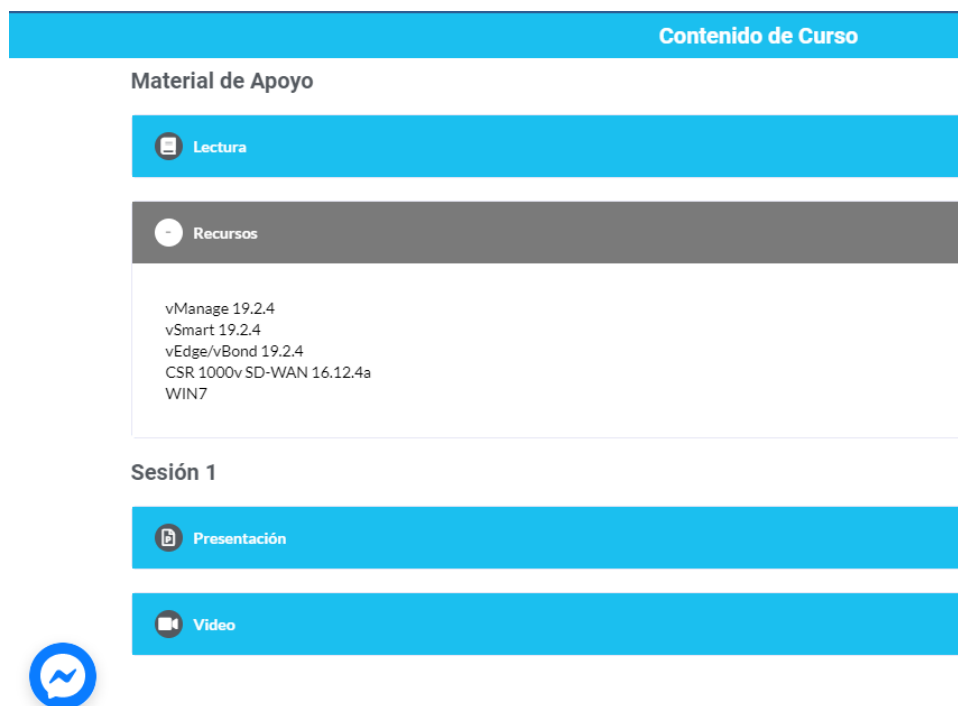 Contenido de Curso
Material de Apoyo
Lectura
Recursos
vManage 19.2.4
vSmart 19.2.4
vEdge/vBond 19.2.4
CSR 1000v SD-WAN 16.12.4a
WIN7
Sesión 1
Presentación
Video